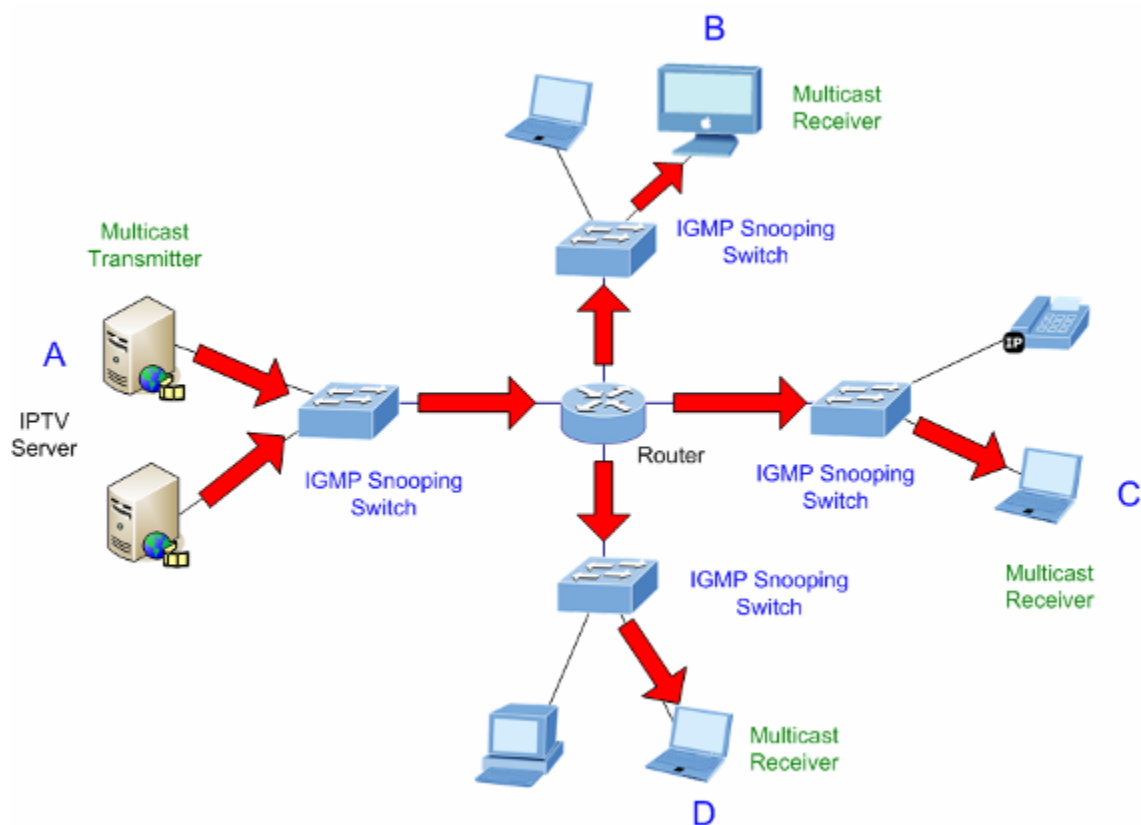 B
Multicast
Receiver
IGMP Snooping
Switch
Multicast
Transmitter
A
IPTV
Server
IGMP Snooping
Switch
Router
IP
IGMP Snooping
Switch
C
Multicast
Receiver
IGMP Snooping
Switch
Multicast
Receiver
D